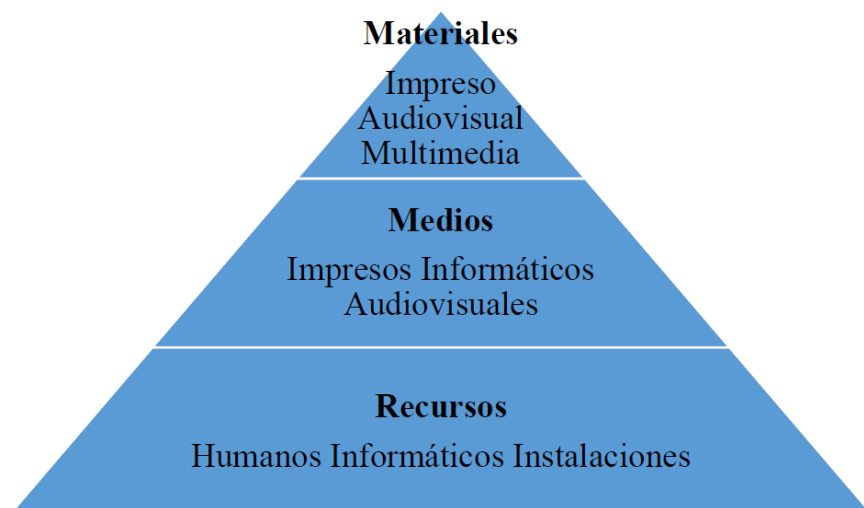 Materiales
Impreso
Audiovisual
Multimedia
Medios
Impresos Informáticos
Audiovisuales
Recursos
Humanos Informáticos Instalaciones